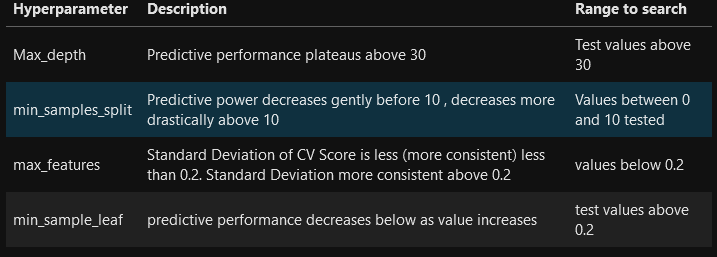 Hyperparameter Description Range to search
Max_depth Predictive performance plateaus above 30 Test values above
30
min_samples_split Predictive power decreases gently before 10 , decreases more Values between 0
drastically above 10 and 10 tested
max_features Standard Deviation of CV Score is less (more consistent) less values below 0.2
than 0.2. Standard Deviation more consistent above 0.2
min_sample_leaf predictive performance decreases below as value increases test values above
0.2